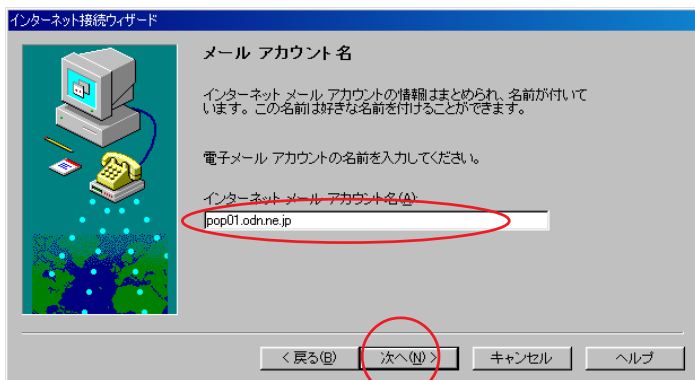 インターネット接続ウィザード
メール アカウント名
インターネット メール アカウントの情報はまとめられ、名前が付いて
います。この名前は好きな名前を付けることができます。
電子メール アカウントの名前を入力してください。
インターネット メール アカウント名(A):
pop01.odn.ne.jp
< 戻る(B)
次へ(N) >
キャンセル
ヘルプ